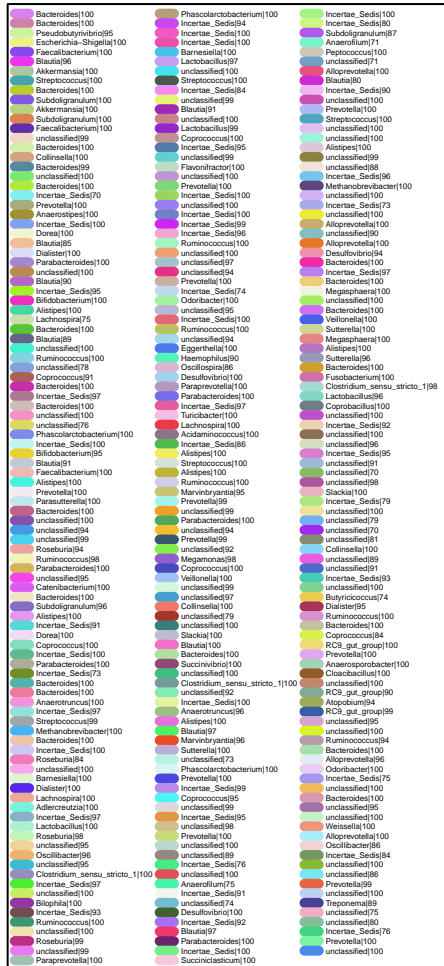 Bacteroides|100
Bacteroides|100
Pseudobutyrivibrio|95
Escherichia-Shigella|100
Faecalibacterium|100
Blautia|96
Akkermansia|100
Streptococcus|100
Bacteroides|100
Subdoligranulum|100
Akkermansia|100
Subdoligranulum|100
Faecalibacterium|100
unclassified|99
Bacteroides|100
Collinsella|100
Bacteroides|99
unclassified|100
Bacteroides|100
Incertae_Sedis|70
Prevotella|100
Anaerostipes|100
Incertae_Sedis|100
Dorea|100
Blautia|85
Dialister|100
Parabacteroides|100
unclassified|100
Blautia|90
Incertae_Sedis|95
Bifidobacterium|100
Alistipes|100
Lachnospira|75
Bacteroides|100
Blautia|89
unclassified|100
Ruminococcus|100
unclassified|78
Coprococcus|91
Bacteroides|100
Incertae_Sedis|97
Bacteroides|100
unclassified|100
unclassified|76
Phascolarctobacterium|100
Incertae_Sedis|100
Bifidobacterium|95
Blautia|91
Faecalibacterium|100
Alistipes|100
Prevotella|100
Parasutterella|100
Bacteroides|100
unclassified|100
unclassified|94
unclassified|99
Roseburia|94
Ruminococcus|98
Parabacteroides|100
unclassified|95
Catenibacterium|100
Bacteroides|100
Subdoligranulum|96
Alistipes|100
Incertae_Sedis|91
Dorea|100
Coprococcus|100
Incertae_Sedis|100
Parabacteroides|100
Incertae_Sedis|73
Bacteroides|100
Bacteroides|100
Anaerotruncus|100
Incertae_Sedis|97
Streptococcus|99
Methanobrevibacter|100
Bacteroides|100
Incertae_Sedis|100
Roseburia|84
unclassified|100
Barnesiella|100
Dialister|100
Lachnospira|100
Adlercreutzia|100
Incertae_Sedis|97
Lactobacillus|100
Roseburia|98
unclassified|95
Oscillibacter|96
unclassified|95
Clostridium_sensu_stricto_1|100
Incertae_Sedis|97
unclassified|100
Bilophila|100
Incertae_Sedis|93
Ruminococcus|100
unclassified|100
Roseburia|99
unclassified|99
Paraprevotella|100
Phascolarctobacterium|100
Incertae_Sedis|94
Incertae_Sedis|100
Incertae_Sedis|100
Barnesiella|100
Lactobacillus|97
unclassified|100
Streptococcus|100
Incertae_Sedis|84
unclassified|99
Blautia|91
unclassified|100
Lactobacillus|99
Coprococcus|100
Incertae_Sedis|95
unclassified|99
Flavonifractor|100
unclassified|100
Prevotella|100
Incertae_Sedis|100
unclassified|100
Incertae_Sedis|100
Incertae_Sedis|99
Incertae_Sedis|96
Ruminococcus|100
unclassified|100
unclassified|97
unclassified|94
Prevotella|100
Incertae_Sedis|74
Odoribacter|100
unclassified|95
Incertae_Sedis|100
Ruminococcus|100
unclassified|94
Eggerthella|100
Haemophilus|90
Oscillospira|86
Desulfovibrio|100
Paraprevotella|100
Parabacteroides|100
Incertae_Sedis|97
Turicibacter|100
Lachnospira|100
Acidaminococcus|100
Incertae_Sedis|86
Alistipes|100
Streptococcus|100
Alistipes|100
Ruminococcus|100
Marvinbryantia|95
Prevotella|99
unclassified|99
Parabacteroides|100
unclassified|94
Prevotella|99
unclassified|92
Megamonas|98
Coprococcus|100
Veillonella|100
unclassified|99
unclassified|97
Collinsella|100
unclassified|79
unclassified|100
Slackia|100
Blautia|100
Bacteroides|100
Succinivibrio|100
unclassified|100
Clostridium_sensu_stricto_1|100
unclassified|92
Incertae_Sedis|100
Anaerotruncus|96
Alistipes|100
Blautia|97
Marvinbryantia|96
Sutterella|100
unclassified|73
Phascolarctobacterium|100
Prevotella|100
Incertae_Sedis|99
Coprococcus|95
unclassified|99
Incertae_Sedis|95
unclassified|98
Prevotella|100
unclassified|100
unclassified|89
Incertae_Sedis|76
unclassified|100
Anaerofilum|75
Incertae_Sedis|91
unclassified|74
Desulfovibrio|100
Incertae_Sedis|92
Blautia|97
Parabacteroides|100
Incertae_Sedis|100
Succiniclasticum|100
Incertae_Sedis|100
Incertae_Sedis|80
Subdoligranulum|87
Anaerofilum|71
Peptococcus|100
unclassified|71
Alloprevotella|100
Blautia|80
Incertae_Sedis|90
unclassified|100
Prevotella|100
Streptococcus|100
unclassified|100
unclassified|100
Alistipes|100
unclassified|99
unclassified|88
Incertae_Sedis|96
Methanobrevibacter|100
unclassified|100
Incertae_Sedis|73
unclassified|100
Alloprevotella|100
unclassified|90
Alloprevotella|100
Desulfovibrio|94
Bacteroides|100
Incertae_Sedis|97
Bacteroides|100
Megasphaera|100
unclassified|100
Bacteroides|100
Veillonella|100
Sutterella|100
Megasphaera|100
Alistipes|100
Sutterella|96
Bacteroides|100
Fusobacterium|100
Clostridium_sensu_stricto_1|98
Lactobacillus|96
Coprobacillus|100
unclassified|100
Incertae_Sedis|92
unclassified|100
unclassified|96
Incertae_Sedis|95
unclassified|91
unclassified|70
unclassified|98
Slackia|100
Incertae_Sedis|79
unclassified|100
unclassified|79
unclassified|70
unclassified|81
Collinsella|100
unclassified|89
unclassified|91
Incertae_Sedis|93
unclassified|100
Butyricicoccus|74
Dialister|95
Ruminococcus|100
Bacteroides|100
Coprococcus|84
RC9_gut_group|100
Prevotella|100
Anaerosporobacter|100
Cloacibacillus|100
unclassified|100
RC9_gut_group|90
Atopobium|94
RC9_gut_group|99
unclassified|95
unclassified|100
Ruminococcus|94
Bacteroides|100
Alloprevotella|96
Odoribacter|100
Incertae_Sedis|75
unclassified|100
Bacteroides|100
unclassified|95
unclassified|100
Weissella|100
Alloprevotella|100
Oscillibacter|86
Incertae_Sedis|84
unclassified|100
unclassified|86
Prevotella|99
unclassified|100
Treponema|89
unclassified|75
unclassified|80
Incertae_Sedis|76
Prevotella|100
unclassified|100